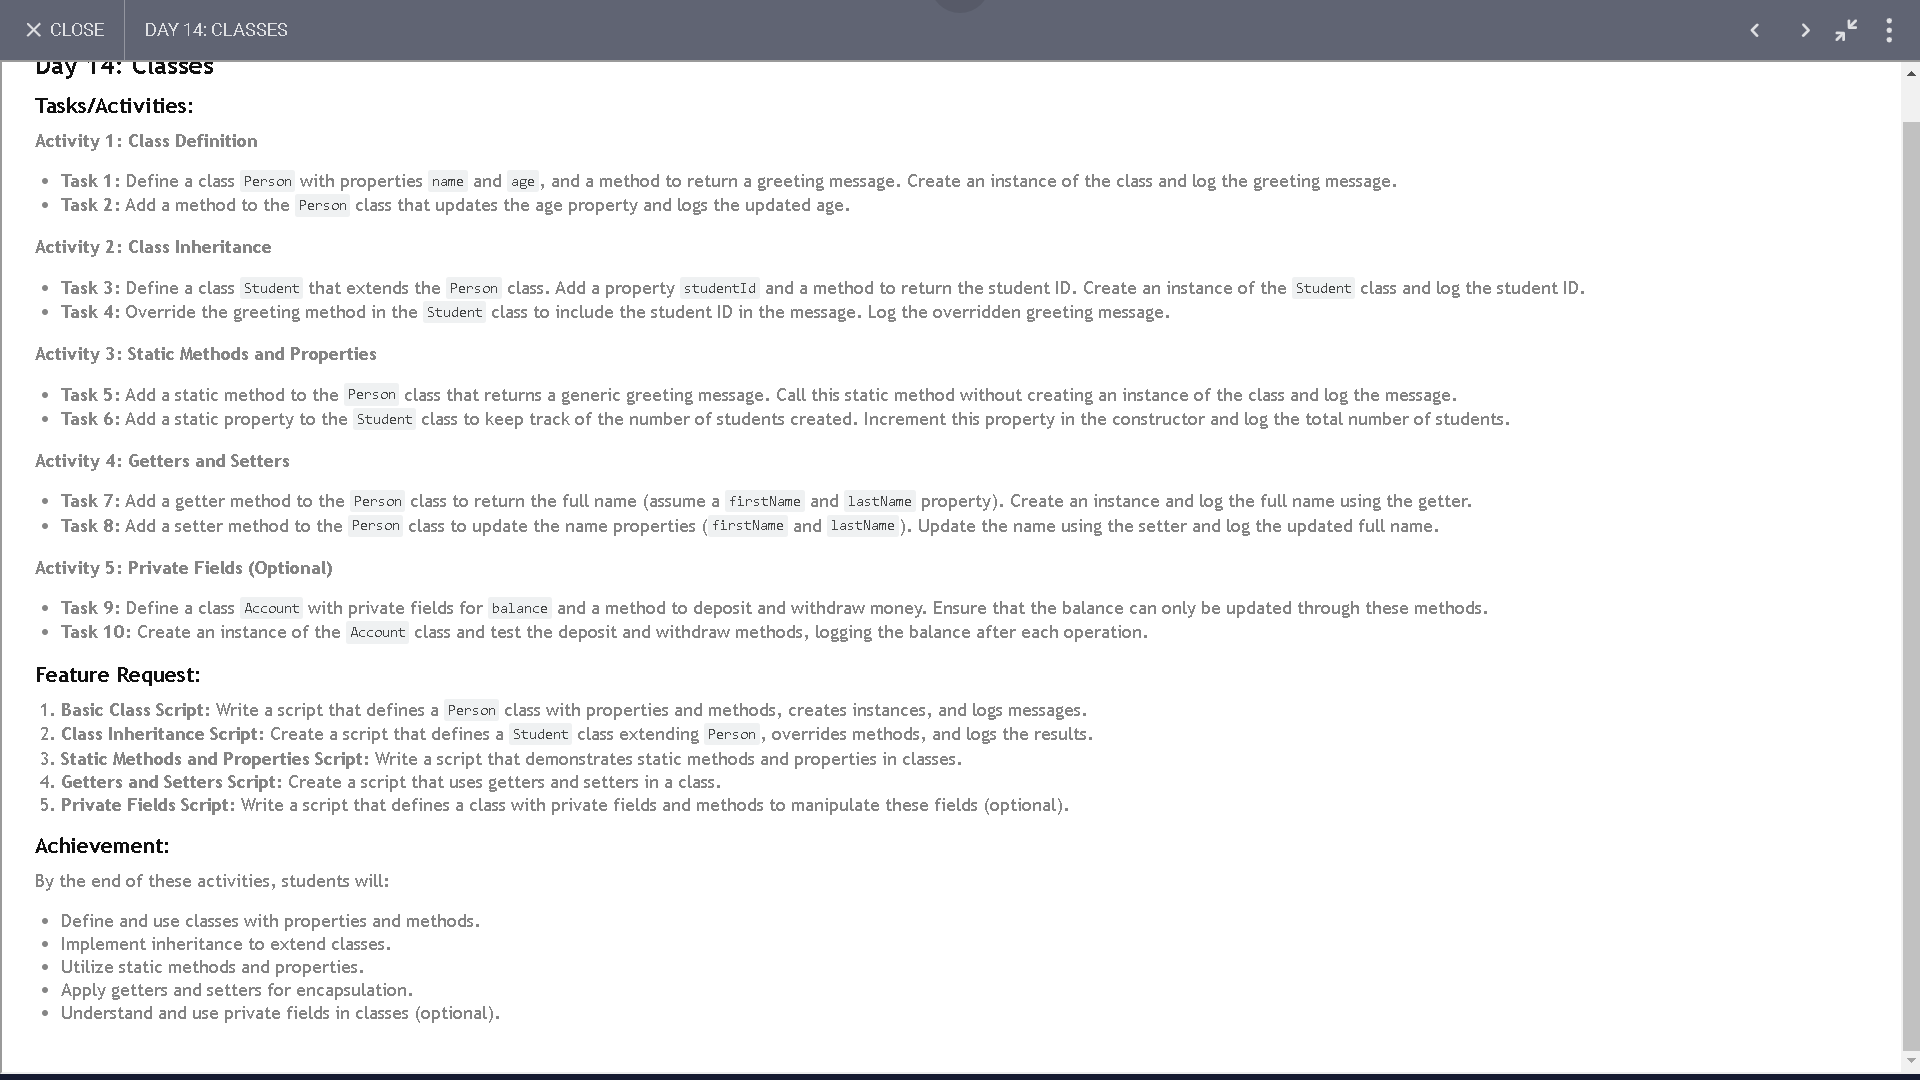 CLOSE
DAY 14: CLASSES
Day 14: Classes
Tasks/Activities:
Activity 1: Class Definition
• Task 1: Define a class Person with properties name and age, and a method to return a greeting message. Create an instance of the class and log the greeting message.
• Task 2: Add a method to the Person class that updates the age property and logs the updated age.
Activity 2: Class Inheritance
• Task 3: Define a class Student that extends the Person class. Add a property studentId and a method to return the student ID. Create an instance of the Student class and log the student ID.
• Task 4: Override the greeting method in the Student class to include the student ID in the message. Log the overridden greeting message.
Activity 3: Static Methods and Properties
• Task 5: Add a static method to the Person class that returns a generic greeting message. Call this static method without creating an instance of the class and log the message.
• Task 6: Add a static property to the Student class to keep track of the number of students created. Increment this property in the constructor and log the total number of students.
Activity 4: Getters and Setters
• Task 7: Add a getter method to the Person class to return the full name (assume a firstName and lastName property). Create an instance and log the full name using the getter.
• Task 8: Add a setter method to the Person class to update the name properties (firstName and lastName). Update the name using the setter and log the updated full name.
Activity 5: Private Fields (Optional)
• Task 9: Define a class Account with private fields for balance and a method to deposit and withdraw money. Ensure that the balance can only be updated through these methods.
• Task 10: Create an instance of the Account class and test the deposit and withdraw methods, logging the balance after each operation.
Feature Request:
1. Basic Class Script: Write a script that defines a Person class with properties and methods, creates instances, and logs messages.
2. Class Inheritance Script: Create a script that defines a Student class extending Person, overrides methods, and logs the results.
3. Static Methods and Properties Script: Write a script that demonstrates static methods and properties in classes.
4. Getters and Setters Script: Create a script that uses getters and setters in a class.
5. Private Fields Script: Write a script that defines a class with private fields and methods to manipulate these fields (optional).
Achievement:
By the end of these activities, students will:
• Define and use classes with properties and methods.
• Implement inheritance to extend classes.
• Utilize static methods and properties.
• Apply getters and setters for encapsulation.
• Understand and use private fields in classes (optional).